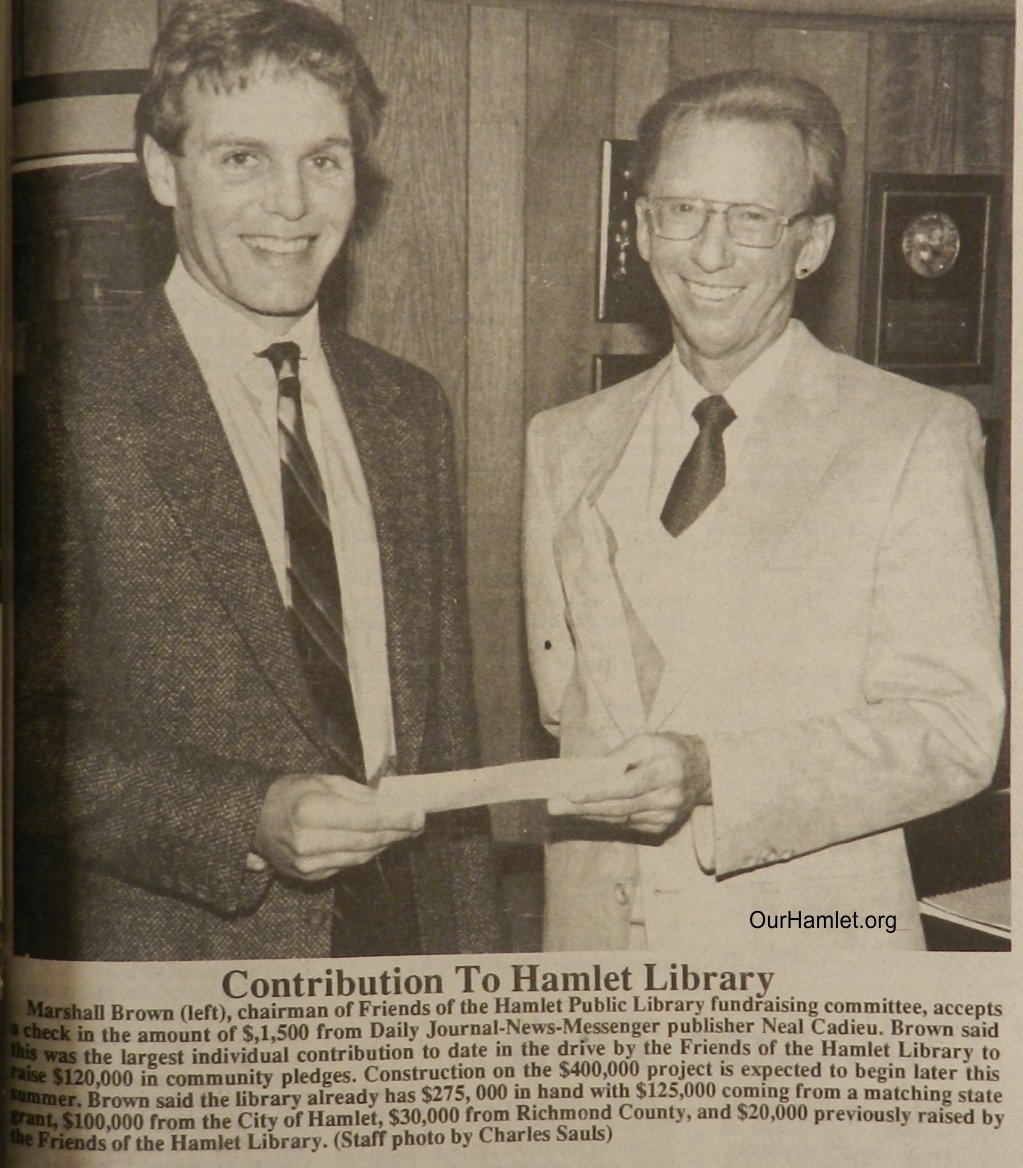 OurHamlet.org
Contribution To Hamlet Library
Marshall Brown (left), chairman of Friends of the Hamlet Public Library fundraising committee, accepts
a check in the amount of $,1,500 from Daily Journal-News-Messenger publisher Neal Cadieu. Brown said
this was the largest individual contribution to date in the drive by the Friends of the Hamlet Library to
raise $120,000 in community pledges. Construction on the $400,000 project is expected to begin later this
summer. Brown said the library already has $275, 000 in hand with $125,000 coming from a matching state
grant, $100,000 from the City of Hamlet, $30,000 from Richmond County, and $20,000 previously raised by
the Friends of the Hamlet Library. (Staff photo by Charles Sauls)